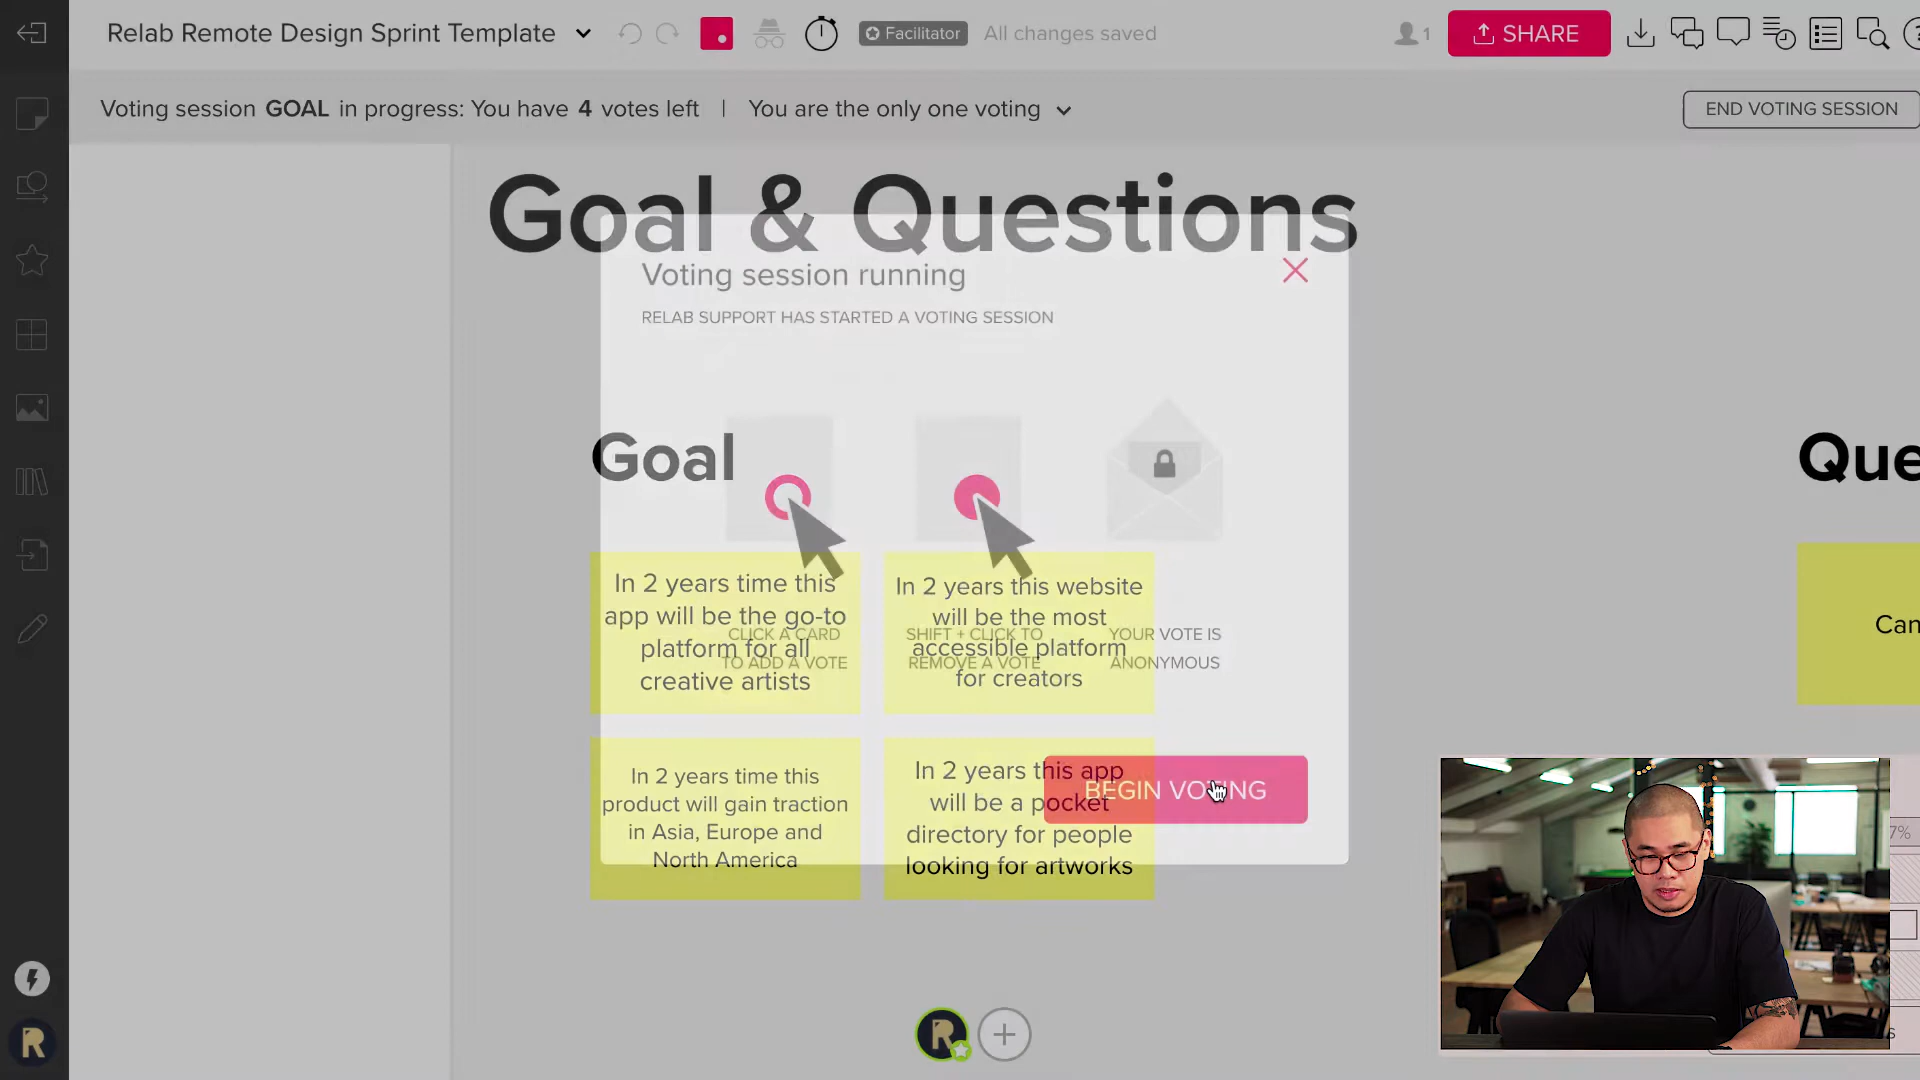 Relab Remote Design Sprint Template
Facilitator
All changes saved
1
SHARE
Voting session GOAL in progress: You have 4 votes left | You are the only one voting
END VOTING SESSION
Goal & Questions
Voting session running
RELAB SUPPORT HAS STARTED A VOTING SESSION
Goal
Que
In 2 years time this
app will be the go-to
platform for all
creative artists
In 2 years this website
will be the most
accessible platform
for creators
CLICK A CARD
TO ADD A VOTE
SHIFT + CLICK TO
REMOVE A VOTE
YOUR VOTE IS
ANONYMOUS
Can
In 2 years time this
product will gain traction
in Asia, Europe and
North America
In 2 years this app
will be a pocket
directory for people
looking for artworks
BEGIN VOTING
7%
R
R
s